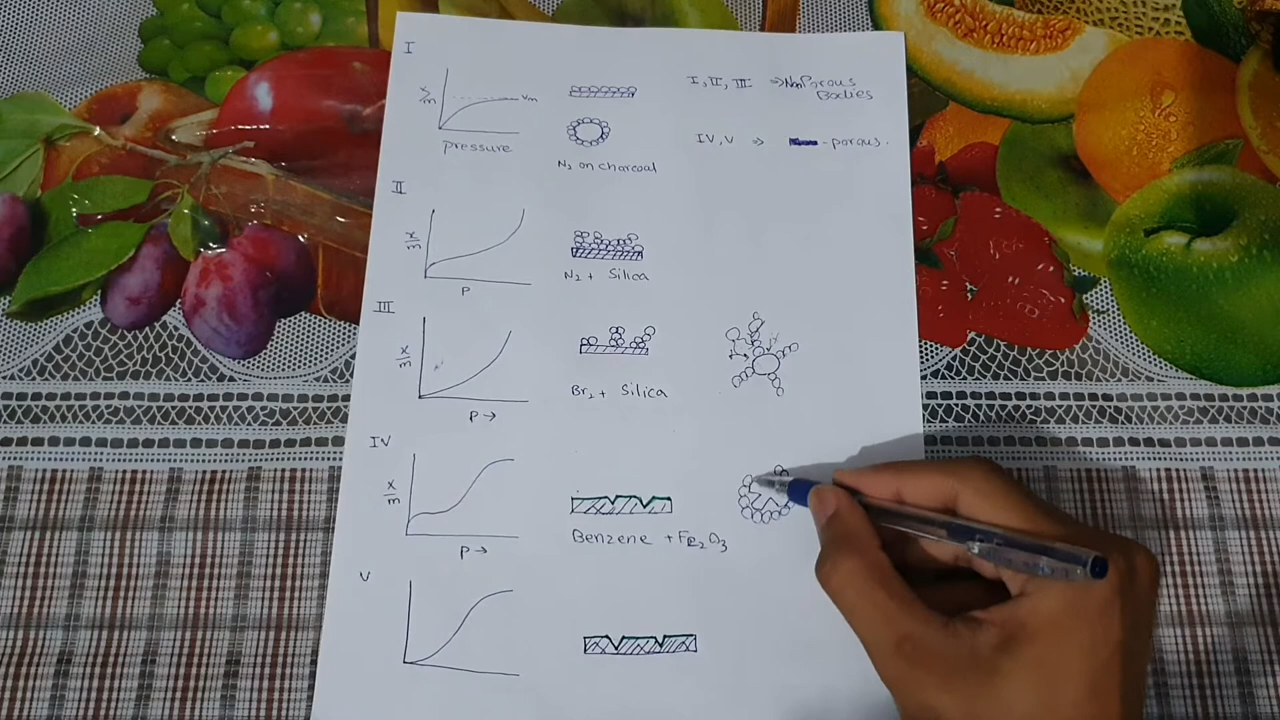 I
x/m
Vm
pressure
N2 on charcoal
I, II, III ⇒ NonPorous
Bodies
IV, V ⇒ -porous.
II
x/m
P
N2 + Silica
III
x/m
P →
Br2 + Silica
IV
x/m
P →
Benzene + Fe2O3
V